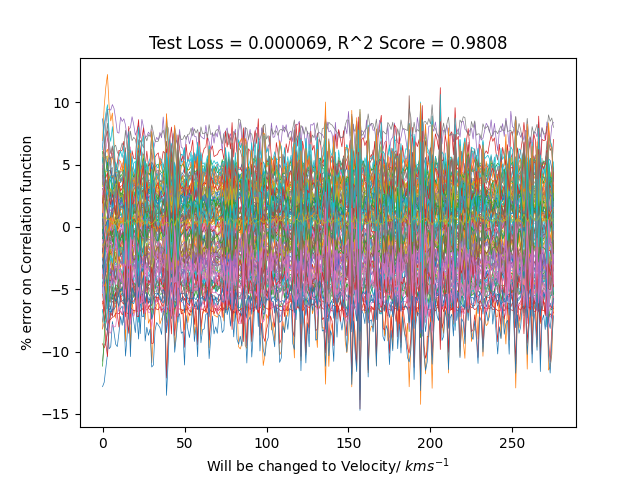 Test Loss = 0.000069, R^2 Score = 0.9808
% error on Correlation function
10
5
0
−5
−10
−15
0 50 100 150 200 250
Will be changed to Velocity/ kms⁻¹